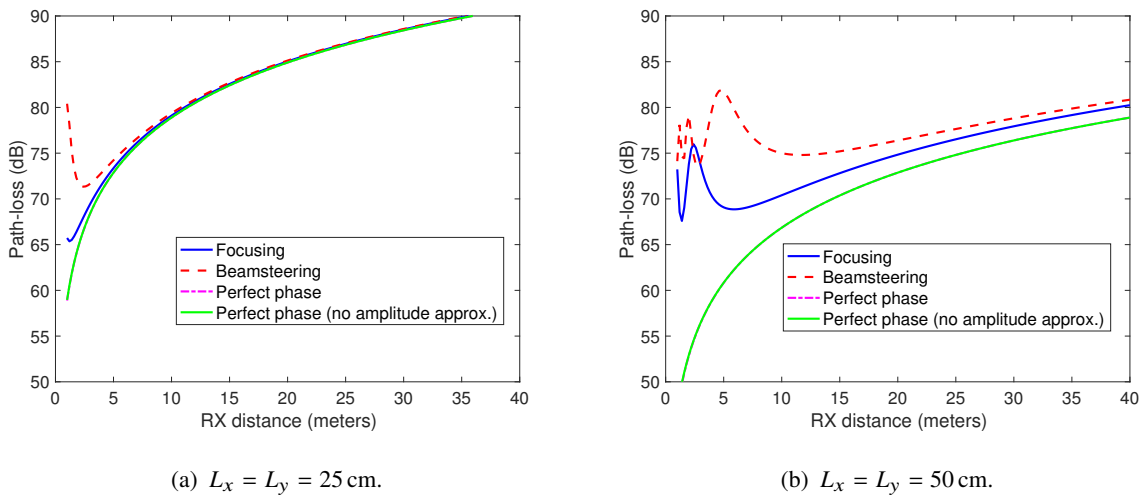 90
85
80
75
70
65
60
55
50
Path-loss (dB)
Focusing
Beamsteering
Perfect phase
Perfect phase (no amplitude approx.)
0 5 10 15 20 25 30 35 40
RX distance (meters)
(a) Lx = Ly = 25 cm.
90
85
80
75
70
65
60
55
50
Path-loss (dB)
Focusing
Beamsteering
Perfect phase
Perfect phase (no amplitude approx.)
0 5 10 15 20 25 30 35 40
RX distance (meters)
(b) Lx = Ly = 50 cm.